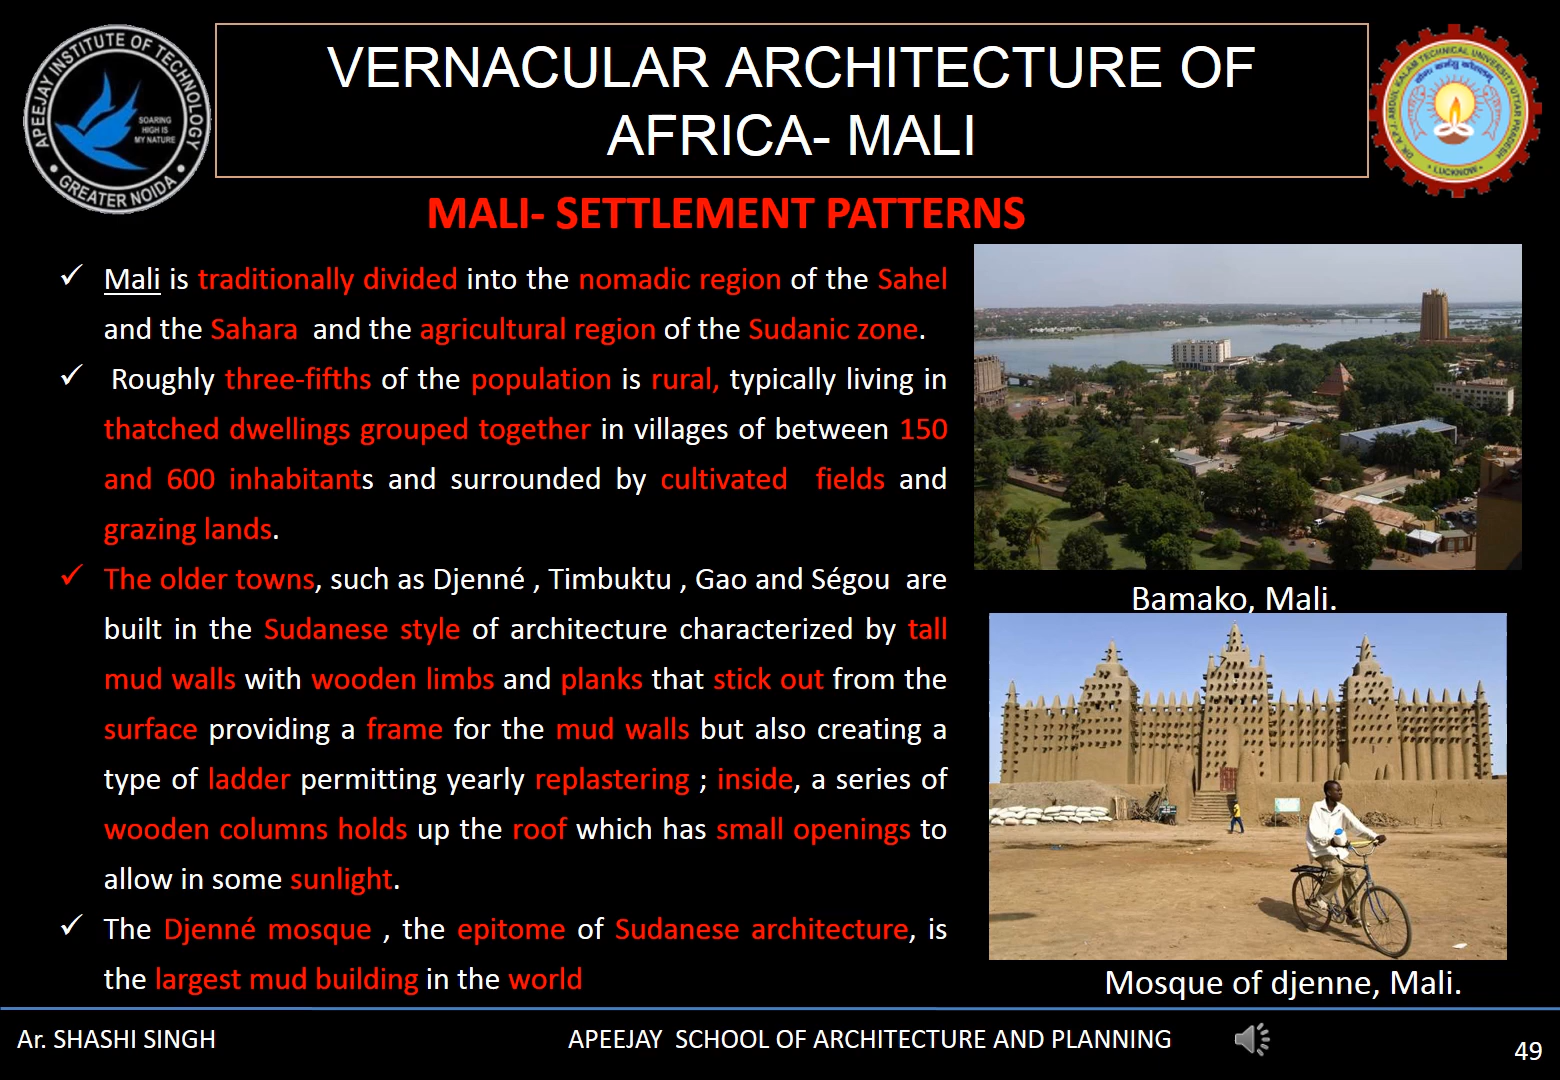 APEEJAY INSTITUTE OF TECHNOLOGY
SOARING
HIGH IS
MY NATURE
• GREATER NOIDA •
VERNACULAR ARCHITECTURE OF
AFRICA- MALI
DR. A.P.J. ABDUL KALAM TECHNICAL UNIVERSITY UTTAR PRADESH
• LUCKNOW •
MALI- SETTLEMENT PATTERNS
✓ Mali is traditionally divided into the nomadic region of the Sahel
and the Sahara and the agricultural region of the Sudanic zone.
✓ Roughly three-fifths of the population is rural, typically living in
thatched dwellings grouped together in villages of between 150
and 600 inhabitants and surrounded by cultivated fields and
grazing lands.
✓ The older towns, such as Djenné , Timbuktu , Gao and Ségou are
built in the Sudanese style of architecture characterized by tall
mud walls with wooden limbs and planks that stick out from the
surface providing a frame for the mud walls but also creating a
type of ladder permitting yearly replastering ; inside, a series of
wooden columns holds up the roof which has small openings to
allow in some sunlight.
✓ The Djenné mosque , the epitome of Sudanese architecture, is
the largest mud building in the world
Bamako, Mali.
Mosque of djenne, Mali.
Ar. SHASHI SINGH
APEEJAY SCHOOL OF ARCHITECTURE AND PLANNING
49